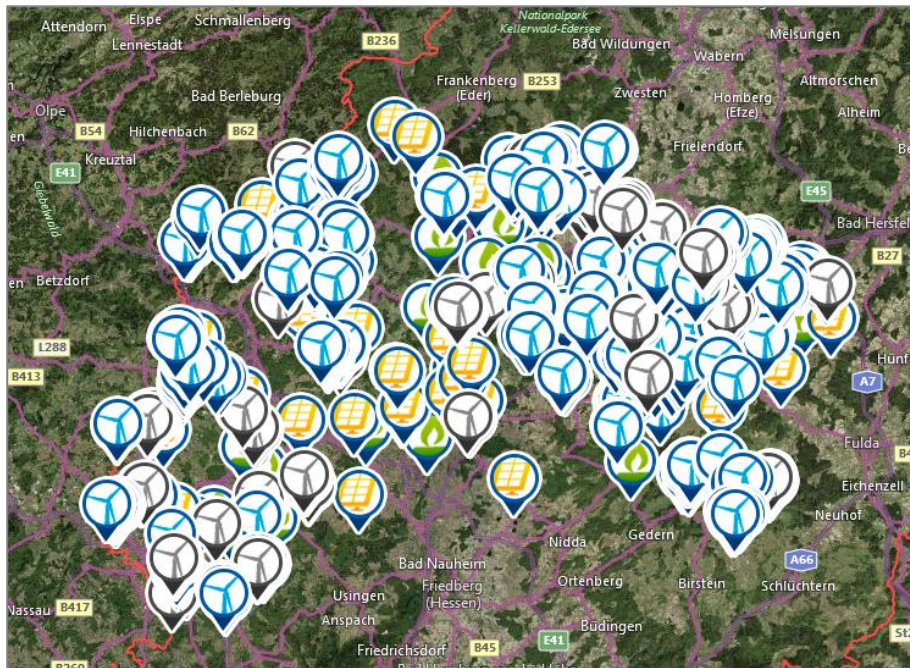 Attendorn
Elspe
Schmallenberg
Nationalpark
Kellerwald-Edersee
Melsungen
Lennestadt
B236
Bad Wildungen
Wabern
Frankenberg
(Eder)
B253
Altmorschen
Bad Berleburg
Zwesten
Homberg
(Efze)
Olpe
Alheim
B54
Hilchenbach
B62
Kreuztal
Frielendorf
E41
E45
Giebelwald
Bad Hersfeld
B27
Betzdorf
L288
Hünf
B413
A7
Fulda
Eichenzell
Neuhof
Gedern
Nidda
Bad Nauheim
A66
Birstein
Schlüchtern
Friedberg
(Hessen)
Ortenberg
Nassau
B417
Usingen
Anspach
Büdingen
Friedrichsdorf
B45
E41
B260